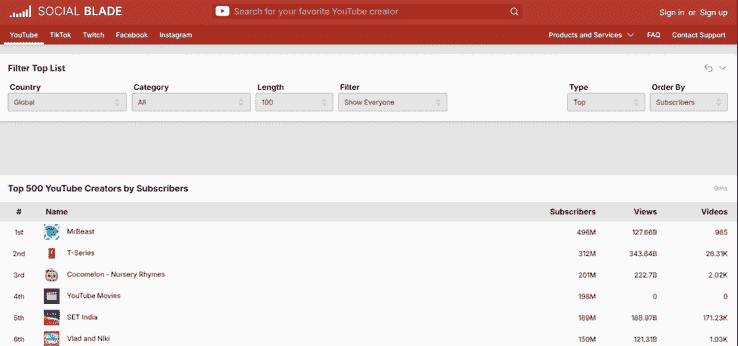 SOCIAL BLADE Search for your favorite YouTube creator Sign in or Sign up
YouTube TikTok Twitch Facebook Instagram Products and Services FAQ Contact Support
Filter Top List
Country Category Length Filter Type Order By
Global All 100 Show Everyone Top Subscribers
Top 500 YouTube Creators by Subscribers 9ms
# Name Subscribers Views Videos
1st MrBeast 496M 127.66B 985
2nd T-Series 312M 343.84B 26.31K
3rd Cocomelon - Nursery Rhymes 201M 222.7B 2.02K
4th YouTube Movies 198M 0 0
5th SET India 189M 188.97B 171.23K
6th Vlad and Niki 150M 121.31B 1.03K